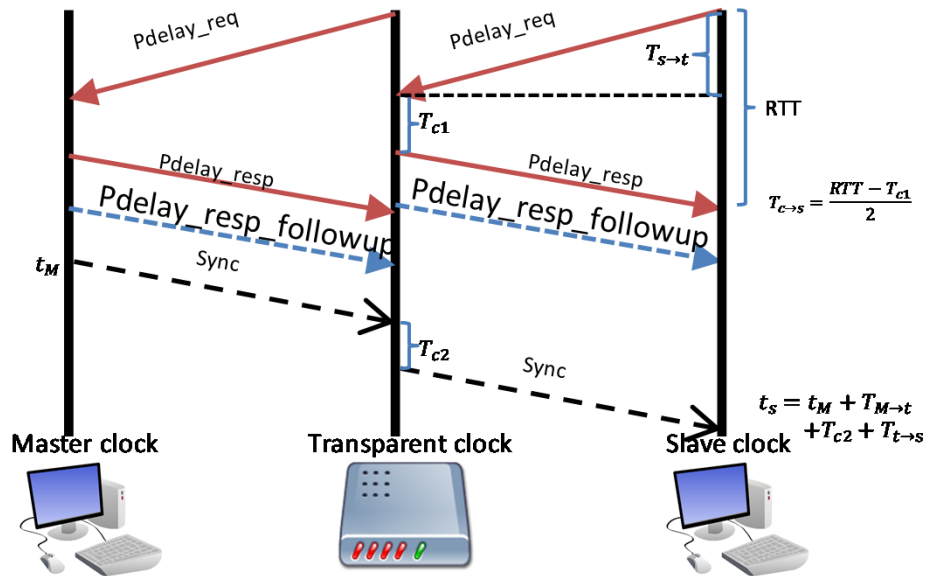 Pdelay_req
Pdelay_req
T_{s→t}
RTT
T_{c1}
Pdelay_resp
Pdelay_resp
T_{c→s} = \frac{RTT − T_{c1}}{2}
Pdelay_resp_followup
Pdelay_resp_followup
t_M
Sync
T_{c2}
Sync
t_s = t_M + T_{M→t}
+T_{c2} + T_{t→s}
Master clock
Transparent clock
Slave clock